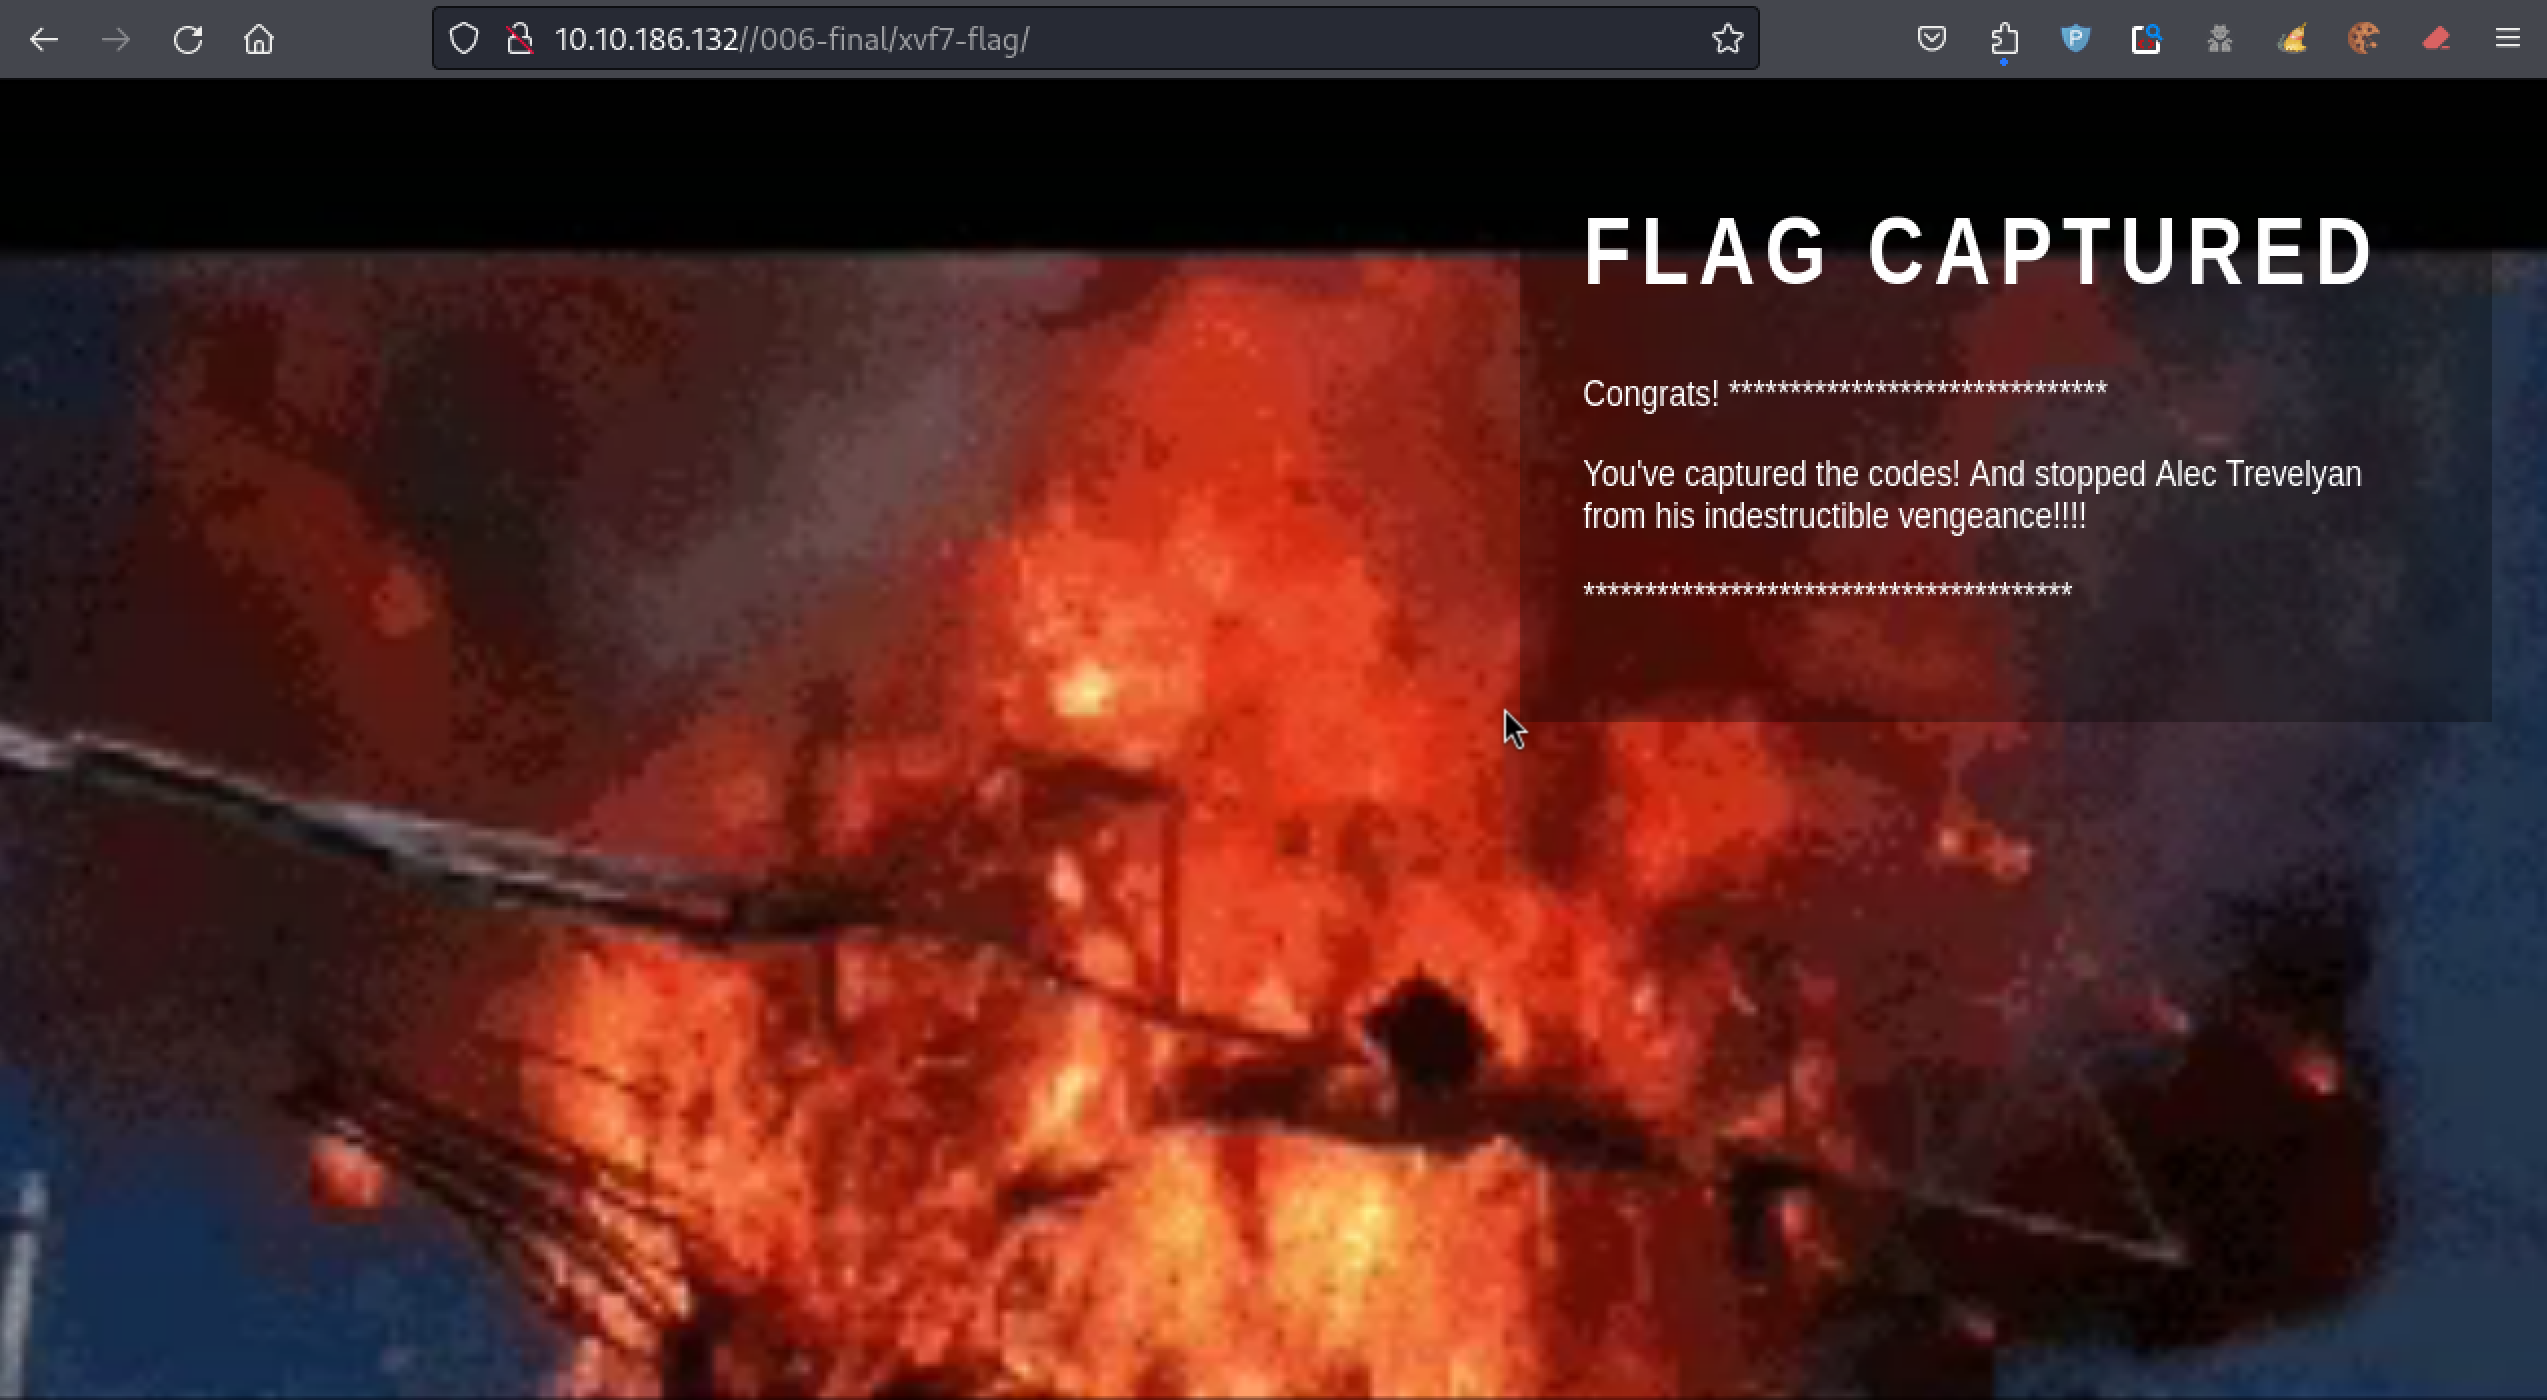 10.10.186.132//006-final/xvf7-flag/
FLAG CAPTURED
Congrats! *******************************
You've captured the codes! And stopped Alec Trevelyan
from his indestructible vengeance!!!!
****************************************